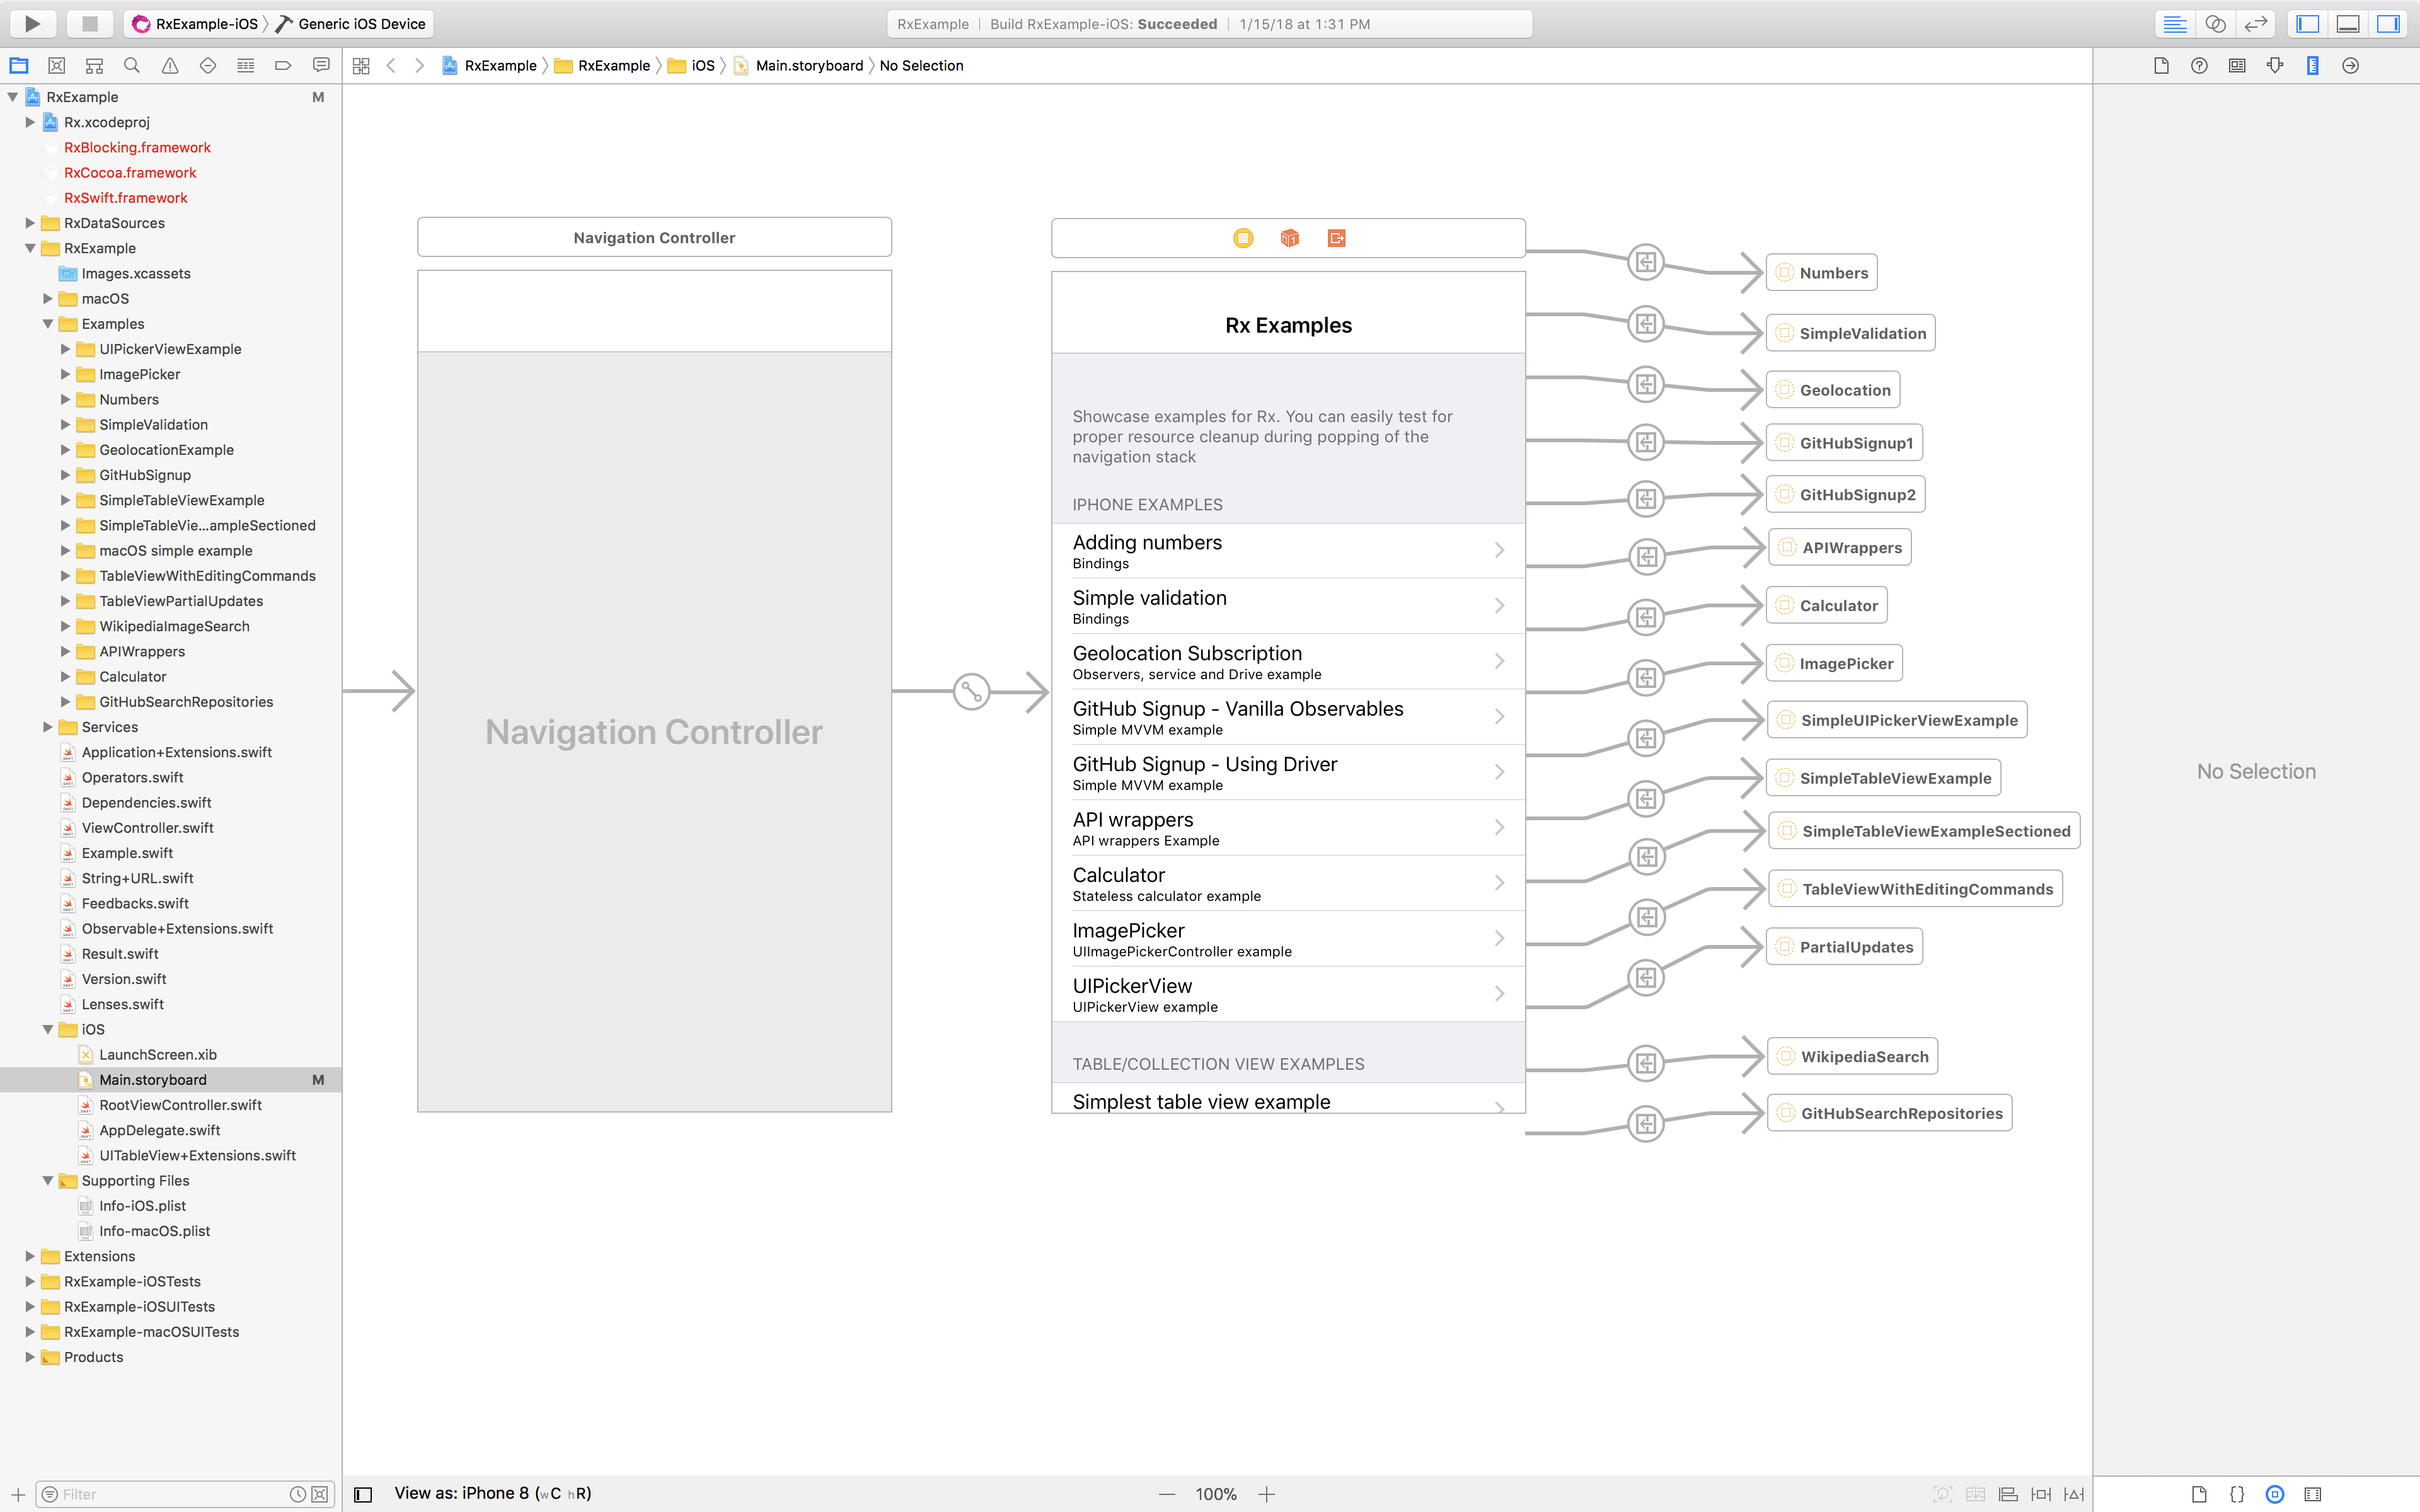 RxExample-iOS 〉 Generic iOS Device
RxExample | Build RxExample-iOS: Succeeded | 1/15/18 at 1:31 PM
RxExample 〉 RxExample 〉 iOS 〉 Main.storyboard 〉 No Selection
RxExample M
Rx.xcodeproj
RxBlocking.framework
RxCocoa.framework
RxSwift.framework
RxDataSources
RxExample
Images.xcassets
macOS
Examples
UIPickerViewExample
ImagePicker
Numbers
SimpleValidation
GeolocationExample
GitHubSignup
SimpleTableViewExample
SimpleTableVie...ampleSectioned
macOS simple example
TableViewWithEditingCommands
TableViewPartialUpdates
WikipediaImageSearch
APIWrappers
Calculator
GitHubSearchRepositories
Services
Application+Extensions.swift
Operators.swift
Dependencies.swift
ViewController.swift
Example.swift
String+URL.swift
Feedbacks.swift
Observable+Extensions.swift
Result.swift
Version.swift
Lenses.swift
iOS
LaunchScreen.xib
Main.storyboard M
RootViewController.swift
AppDelegate.swift
UITableView+Extensions.swift
Supporting Files
Info-iOS.plist
Info-macOS.plist
Extensions
RxExample-iOSTests
RxExample-iOSUITests
RxExample-macOSUITests
Products
Filter
Navigation Controller
Navigation Controller
Rx Examples
Showcase examples for Rx. You can easily test for
proper resource cleanup during popping of the
navigation stack
IPHONE EXAMPLES
Adding numbers
Bindings
Simple validation
Bindings
Geolocation Subscription
Observers, service and Drive example
GitHub Signup - Vanilla Observables
Simple MVVM example
GitHub Signup - Using Driver
Simple MVVM example
API wrappers
API wrappers Example
Calculator
Stateless calculator example
ImagePicker
UIImagePickerController example
UIPickerView
UIPickerView example
TABLE/COLLECTION VIEW EXAMPLES
Simplest table view example
Numbers
SimpleValidation
Geolocation
GitHubSignup1
GitHubSignup2
APIWrappers
Calculator
ImagePicker
SimpleUIPickerViewExample
SimpleTableViewExample
SimpleTableViewExampleSectioned
TableViewWithEditingCommands
PartialUpdates
WikipediaSearch
GitHubSearchRepositories
No Selection
View as: iPhone 8 (wC hR)
100%